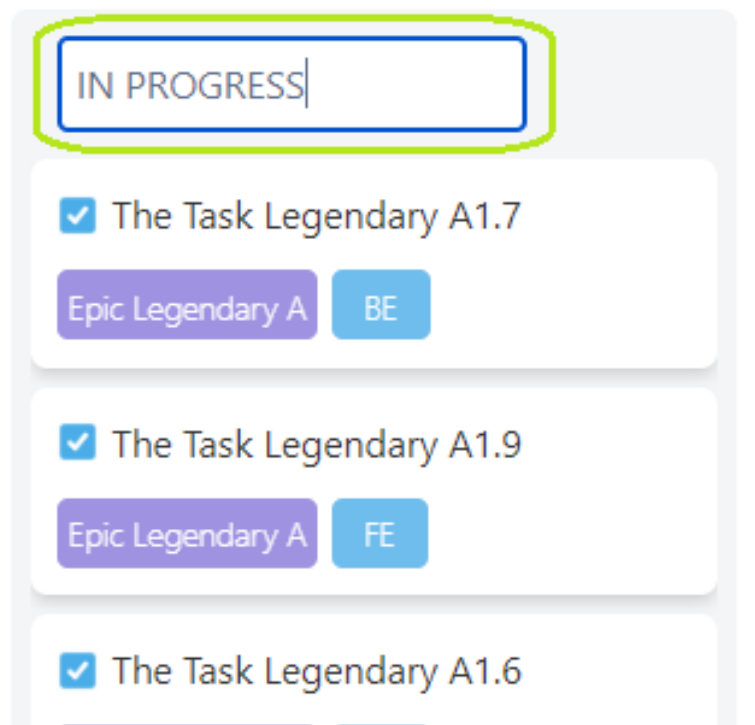 IN PROGRESS
The Task Legendary A1.7
Epic Legendary A BE
The Task Legendary A1.9
Epic Legendary A FE
The Task Legendary A1.6